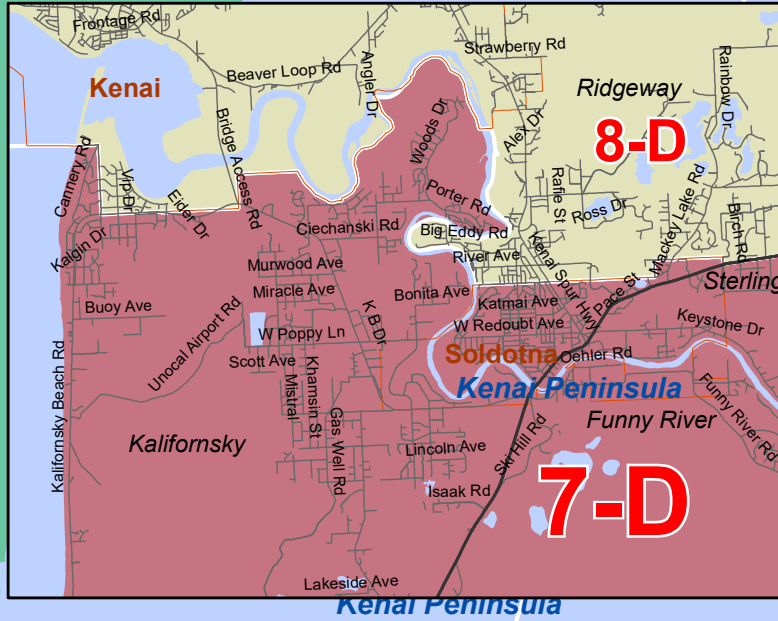 Frontage Rd
Strawberry Rd
Angler Dr
Beaver Loop Rd
Rainbow Dr
Kenai
Ridgeway
Bridge Access Rd
Woods Dr
Alex Dr
8-D
Cannery Rd
Vip Dr
Eider Dr
Porter Rd
Rafie St
Ross Dr
Mackey Lake Rd
Birch Rd
Ciechanski Rd
Big Eddy Rd
Kalgin Dr
River Ave
Kenai Spur Hwy
Murwood Ave
Miracle Ave
Bonita Ave
Katmai Ave
Pace St
Sterling
Buoy Ave
Unocal Airport Rd
K B Dr
W Redoubt Ave
Keystone Dr
W Poppy Ln
Scott Ave
Soldotna
Oehler Rd
Kalifornsky Beach Rd
Mistral
Khamsin St
Kenai Peninsula
Funny River Rd
Kalifornsky
Gas Well Rd
Funny River
Lincoln Ave
Ski Hill Rd
Isaak Rd
7-D
Lakeside Ave
Kenai Peninsula